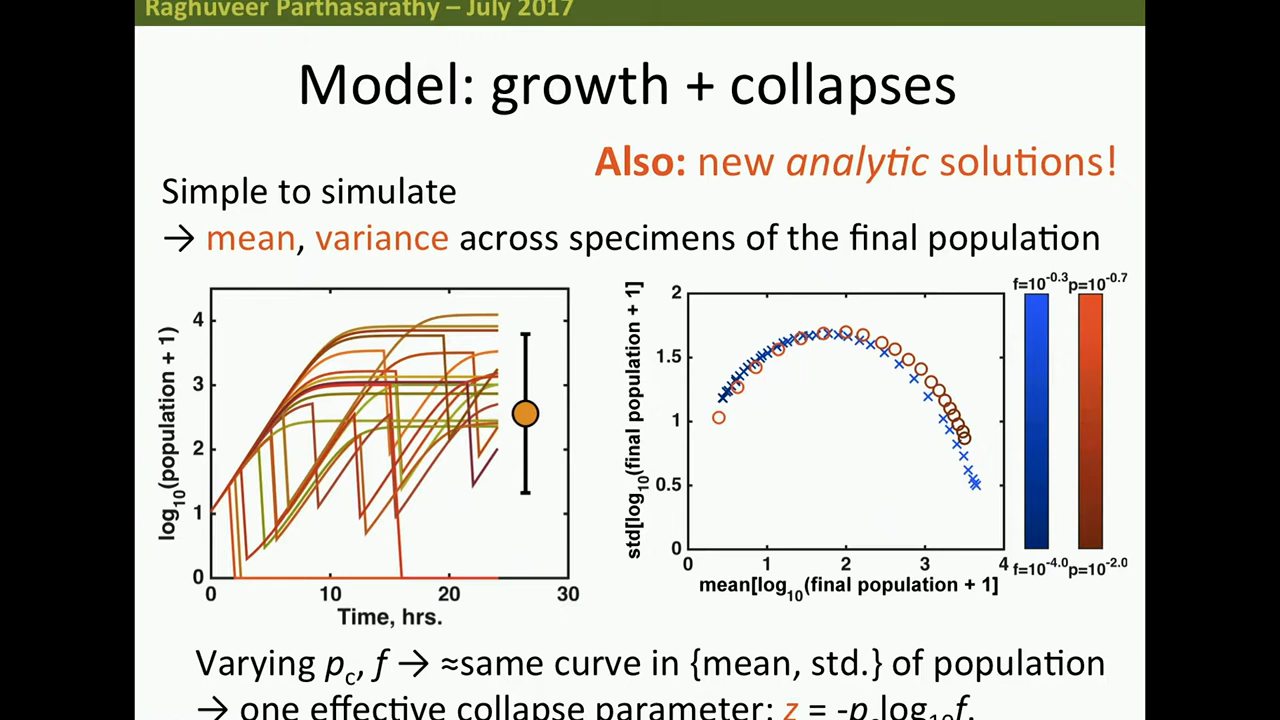 Raghuveer Parthasarathy – July 2017
Model: growth + collapses
Also: new analytic solutions!
Simple to simulate
→ mean, variance across specimens of the final population
log10(population + 1)
4
3
2
1
0
0 10 20 30
Time, hrs.
std[log10(final population + 1]
2
1.5
1
0.5
0
0 1 2 3 4
mean[log10(final population + 1]
f=10-0.3 p=10-0.7
f=10-4.0 p=10-2.0
Varying pc, f → ≈same curve in {mean, std.} of population
→ one effective collapse parameter: z = -pclog10f.